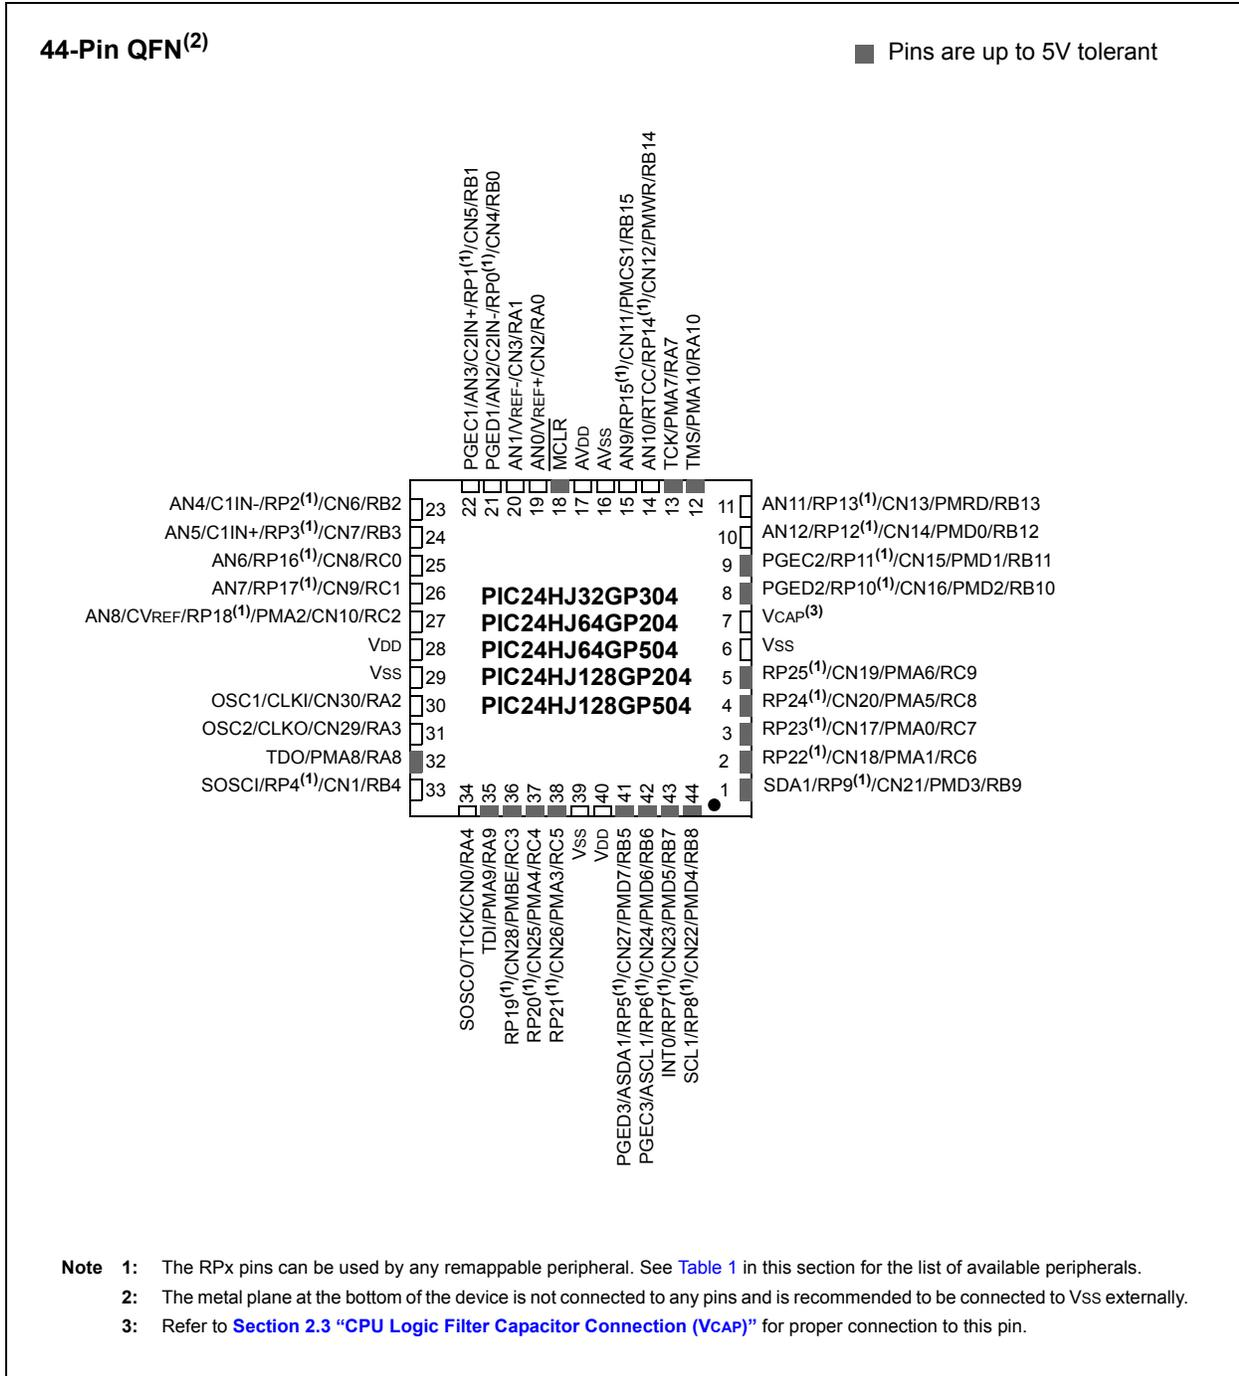 44-Pin QFN(2)
Pins are up to 5V tolerant
PGEC1/AN3/C2IN+/RP1(1)/CN5/RB1
PGED1/AN2/C2IN-/RP0(1)/CN4/RB0
AN1/VREF-/CN3/RA1
AN0/VREF+/CN2/RA0
MCLR
AVDD
AVSS
AN9/RP15(1)/CN11/PMCS1/RB15
AN10/RTCC/RP14(1)/CN12/PMWR/RB14
TCK/PMA7/RA7
TMS/PMA10/RA10
22 21 20 19 18 17 16 15 14 13 12
AN4/C1IN-/RP2(1)/CN6/RB2 23
AN5/C1IN+/RP3(1)/CN7/RB3 24
AN6/RP16(1)/CN8/RC0 25
AN7/RP17(1)/CN9/RC1 26
AN8/CVREF/RP18(1)/PMA2/CN10/RC2 27
VDD 28
VSS 29
OSC1/CLKI/CN30/RA2 30
OSC2/CLKO/CN29/RA3 31
TDO/PMA8/RA8 32
SOSCI/RP4(1)/CN1/RB4 33
PIC24HJ32GP304
PIC24HJ64GP204
PIC24HJ64GP504
PIC24HJ128GP204
PIC24HJ128GP504
11 AN11/RP13(1)/CN13/PMRD/RB13
10 AN12/RP12(1)/CN14/PMD0/RB12
9 PGEC2/RP11(1)/CN15/PMD1/RB11
8 PGED2/RP10(1)/CN16/PMD2/RB10
7 VCAP(3)
6 VSS
5 RP25(1)/CN19/PMA6/RC9
4 RP24(1)/CN20/PMA5/RC8
3 RP23(1)/CN17/PMA0/RC7
2 RP22(1)/CN18/PMA1/RC6
1 SDA1/RP9(1)/CN21/PMD3/RB9
34 35 36 37 38 39 40 41 42 43 44
SOSCO/T1CK/CN0/RA4
TDI/PMA9/RA9
RP19(1)/CN28/PMBE/RC3
RP20(1)/CN25/PMA4/RC4
RP21(1)/CN26/PMA3/RC5
VSS
VDD
PGED3/ASDA1/RP5(1)/CN27/PMD7/RB5
PGEC3/ASCL1/RP6(1)/CN24/PMD6/RB6
INT0/RP7(1)/CN23/PMD5/RB7
SCL1/RP8(1)/CN22/PMD4/RB8
Note 1: The RPx pins can be used by any remappable peripheral. See Table 1 in this section for the list of available peripherals.
2: The metal plane at the bottom of the device is not connected to any pins and is recommended to be connected to VSS externally.
3: Refer to Section 2.3 “CPU Logic Filter Capacitor Connection (VCAP)” for proper connection to this pin.